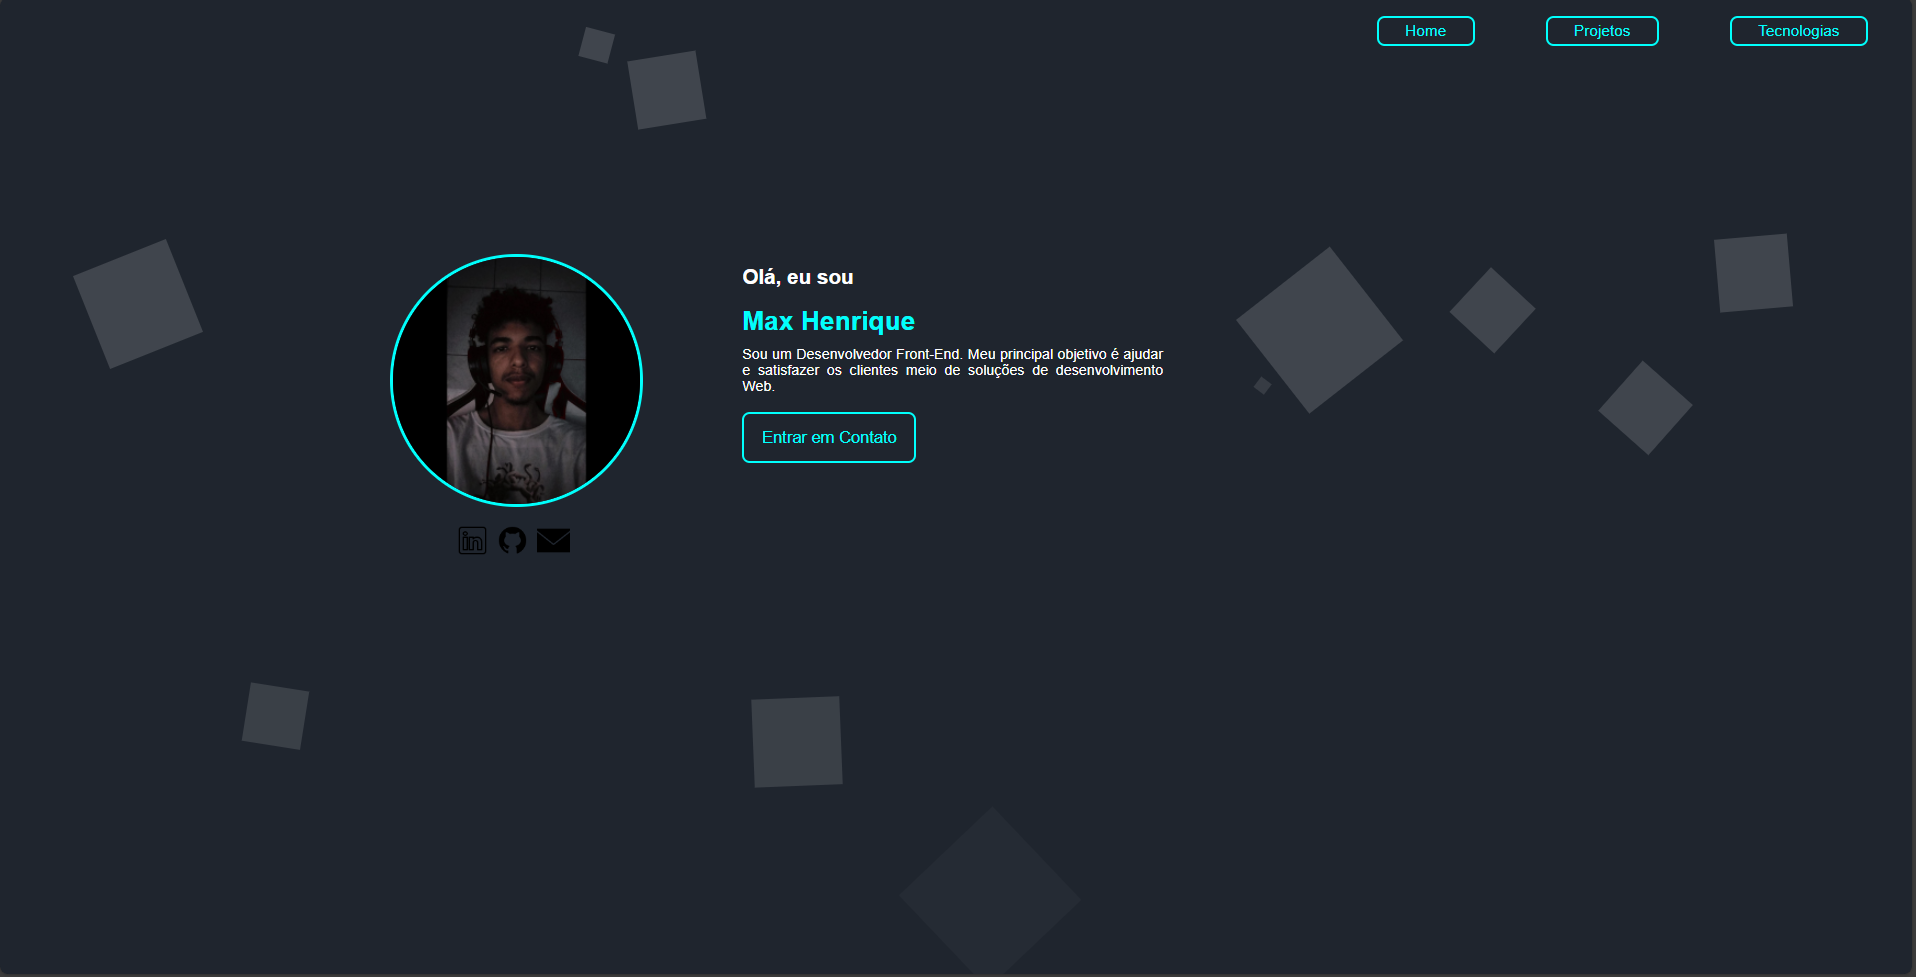 Home
Projetos
Tecnologias
Olá, eu sou
Max Henrique
Sou um Desenvolvedor Front-End. Meu principal objetivo é ajudar
e satisfazer os clientes meio de soluções de desenvolvimento
Web.
Entrar em Contato
in